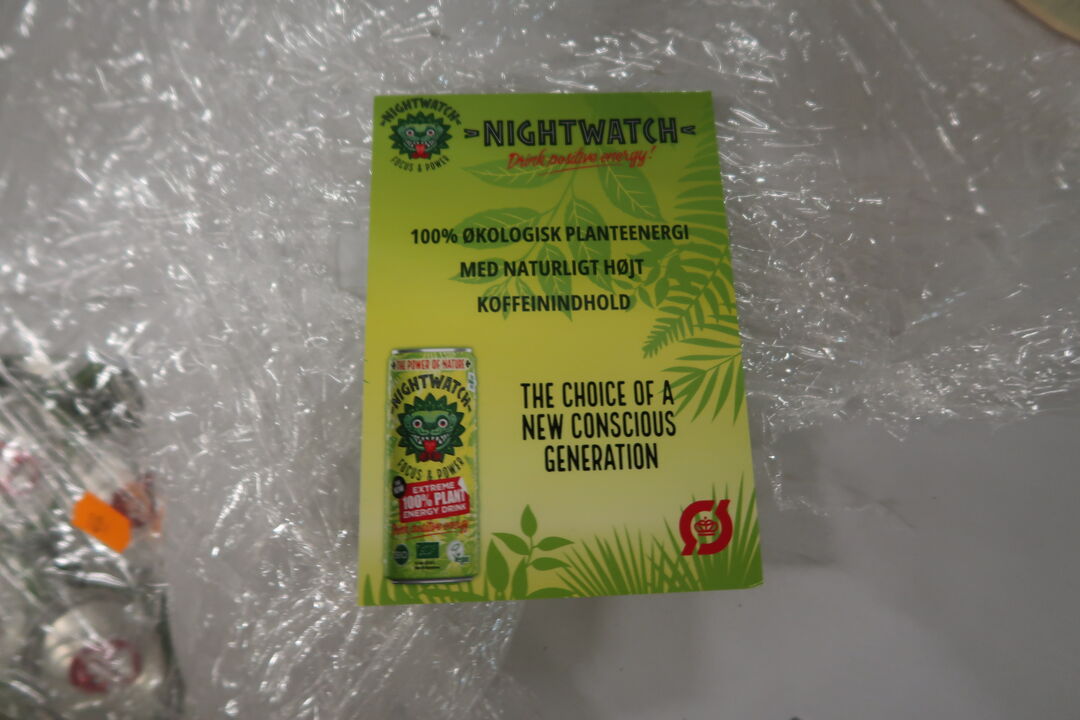 NIGHTWATCH
FOCUS & POWER
NIGHTWATCH
Drink positive energy!
100% ØKOLOGISK PLANTEENERGI
MED NATURLIGT HØJT
KOFFEININDHOLD
THE CHOICE OF A
NEW CONSCIOUS
GENERATION
THE POWER OF NATURE
NIGHTWATCH
FOCUS & POWER
EXTREME
100% PLANT
ENERGY DRINK
Ø